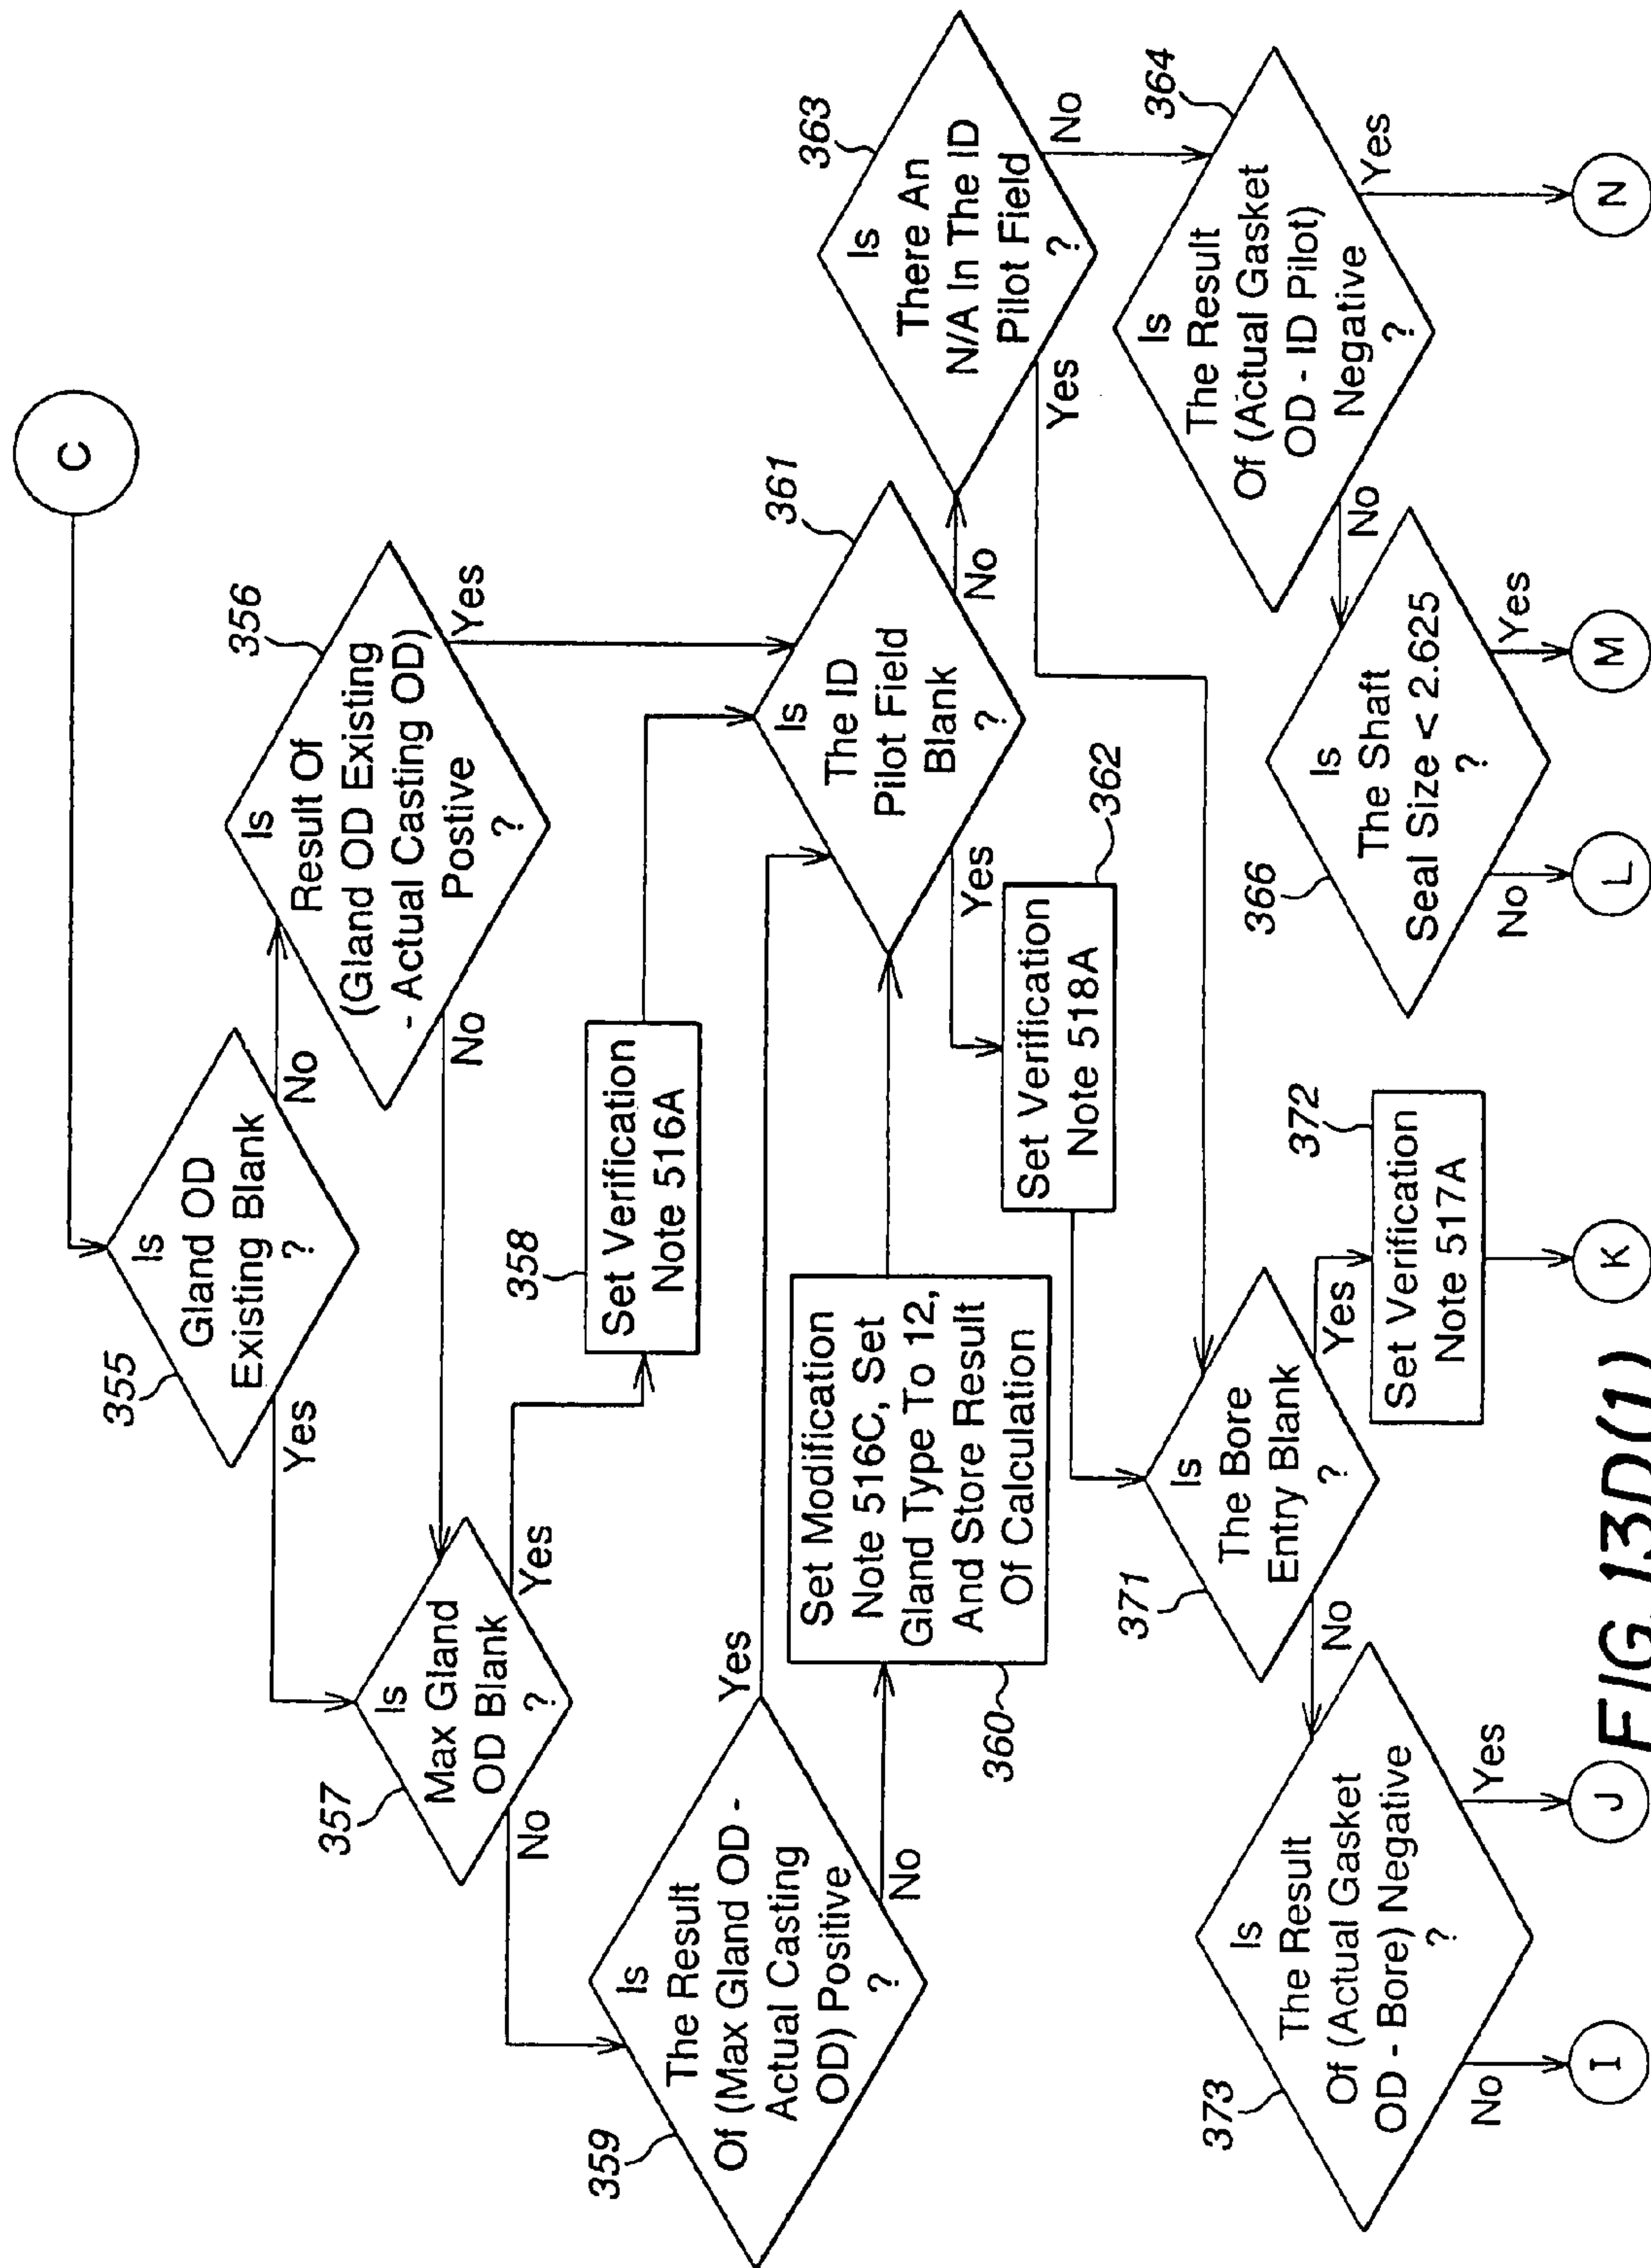 C
355
Is
Gland OD
Existing Blank
?
Yes
No
356
Is
Result Of
(Gland OD Existing
- Actual Casting OD)
Postive
?
No
Yes
357
Is
Max Gland
OD Blank
?
No
Yes
358
Set Verification
Note 516A
359
Is
The Result
Of (Max Gland OD -
Actual Casting
OD) Positive
?
Yes
No
360
Set Modification
Note 516C, Set
Gland Type To 12,
And Store Result
Of Calculation
361
Is
The ID
Pilot Field
Blank
?
Yes
No
362
Set Verification
Note 518A
363
Is
There An
N/A In The ID
Pilot Field
?
Yes
No
364
Is
The Result
Of (Actual Gasket
OD - ID Pilot)
Negative
?
No
Yes
366
Is
The Shaft
Seal Size < 2.625
?
No
Yes
371
Is
The Bore
Entry Blank
?
No
Yes
372
Set Verification
Note 517A
373
Is
The Result
Of (Actual Gasket
OD - Bore) Negative
?
No
Yes
I
J
K
L
M
N
FIG.13D(1)